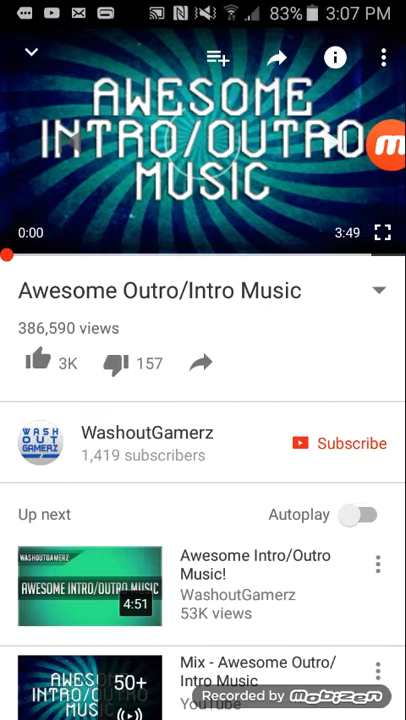 83% 3:07 PM
AWESOME
INTRO/OUTRO
MUSIC
0:00
3:49
Awesome Outro/Intro Music
386,590 views
3K
157
WASH
OUT
GAMERZ
WashoutGamerz
1,419 subscribers
Subscribe
Up next
Autoplay
WASHOUTGAMERZ
AWESOME INTRO/OUTRO MUSIC
4:51
Awesome Intro/Outro
Music!
WashoutGamerz
53K views
AWES
INTRO/O
MUS
50+
Mix - Awesome Outro/
Intro Music
YouTube
Recorded by mobizen